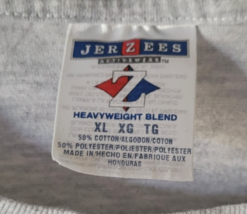 JERZEES
ACTIVEWEAR™
Z
HEAVYWEIGHT BLEND
XL XG TG
50% COTTON/ALGODON/COTON
50% POLYESTER/POLIESTER/POLYESTER
MADE IN/HECHO EN/FABRIQUE AUX
HONDURAS